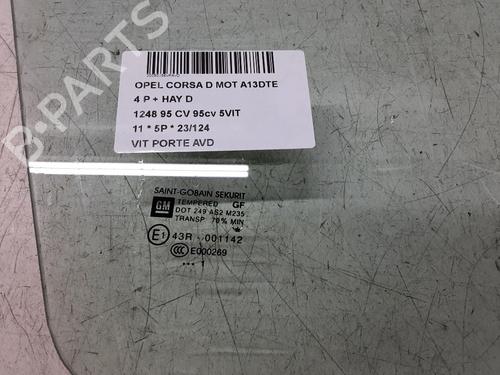 B-PARTS
OPEL CORSA D MOT A13DTE
4 P + HAY D
1248 95 CV 95cv 5VIT
11 * 5P * 23/124
VIT PORTE AVD
SAINT-GOBAIN SEKURIT
GM TEMPERED GF
DOT 249 AS2 M235
TRANSP 70% MIN
E1 43R - 001142
CCC E000269
... 1